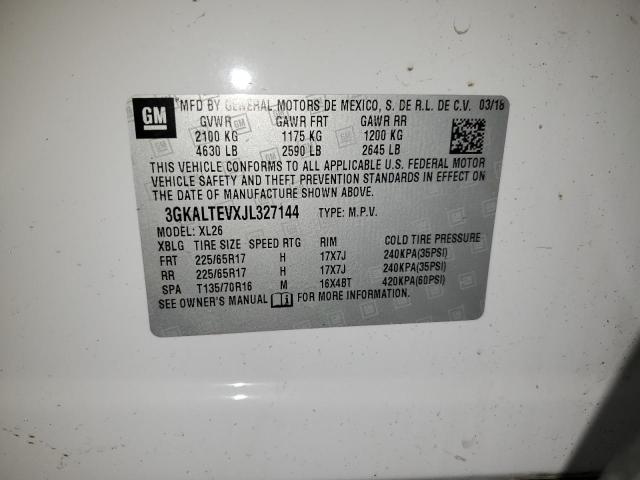 GM
MFD BY GENERAL MOTORS DE MEXICO, S. DE R.L. DE C.V. 03/18
GVWR GAWR FRT GAWR RR
2100 KG 1175 KG 1200 KG
4630 LB 2590 LB 2645 LB
THIS VEHICLE CONFORMS TO ALL APPLICABLE U.S. FEDERAL MOTOR
VEHICLE SAFETY AND THEFT PREVENTION STANDARDS IN EFFECT ON
THE DATE OF MANUFACTURE SHOWN ABOVE.
3GKALTEVXJL327144 TYPE: M.P.V.
MODEL: XL26
XBLG TIRE SIZE SPEED RTG RIM COLD TIRE PRESSURE
FRT 225/65R17 H 17X7J 240KPA(35PSI)
RR 225/65R17 H 17X7J 240KPA(35PSI)
SPA T135/70R16 M 16X4BT 420KPA(60PSI)
SEE OWNER'S MANUAL FOR MORE INFORMATION.